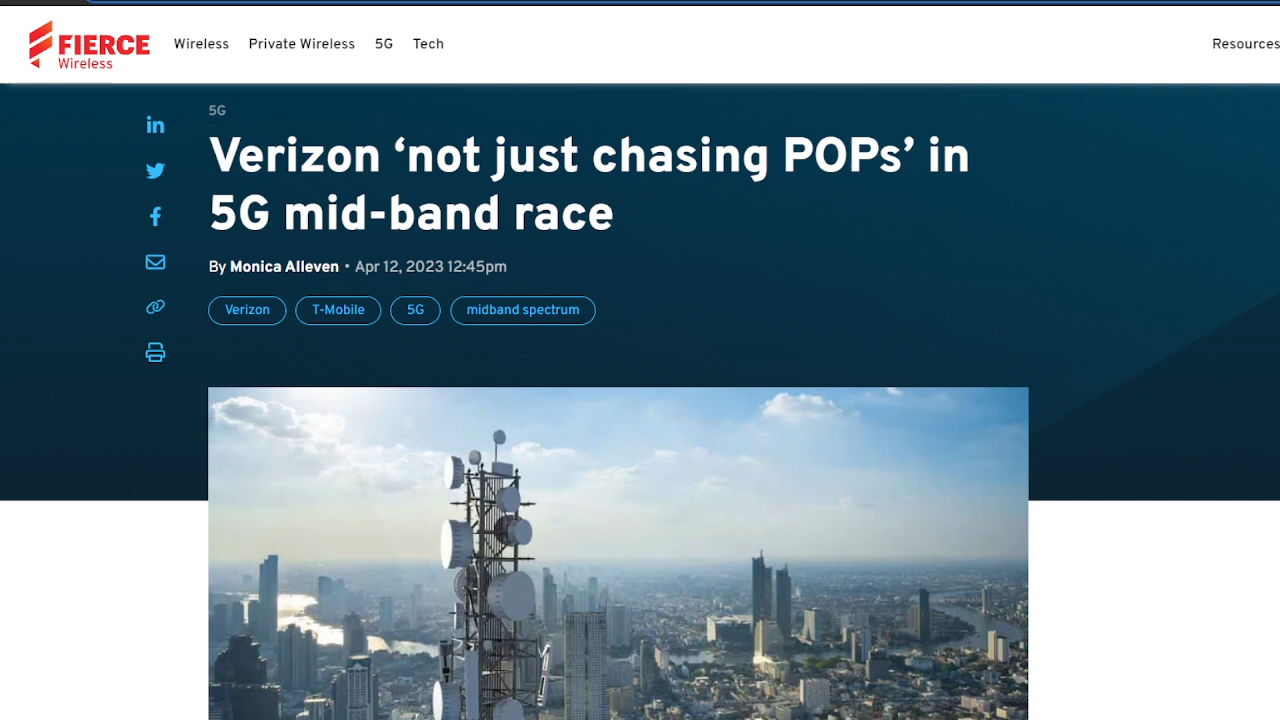 FIERCE
Wireless
Wireless Private Wireless 5G Tech
Resources
5G
Verizon ‘not just chasing POPs’ in
5G mid-band race
By Monica Alleven • Apr 12, 2023 12:45pm
Verizon T-Mobile 5G midband spectrum